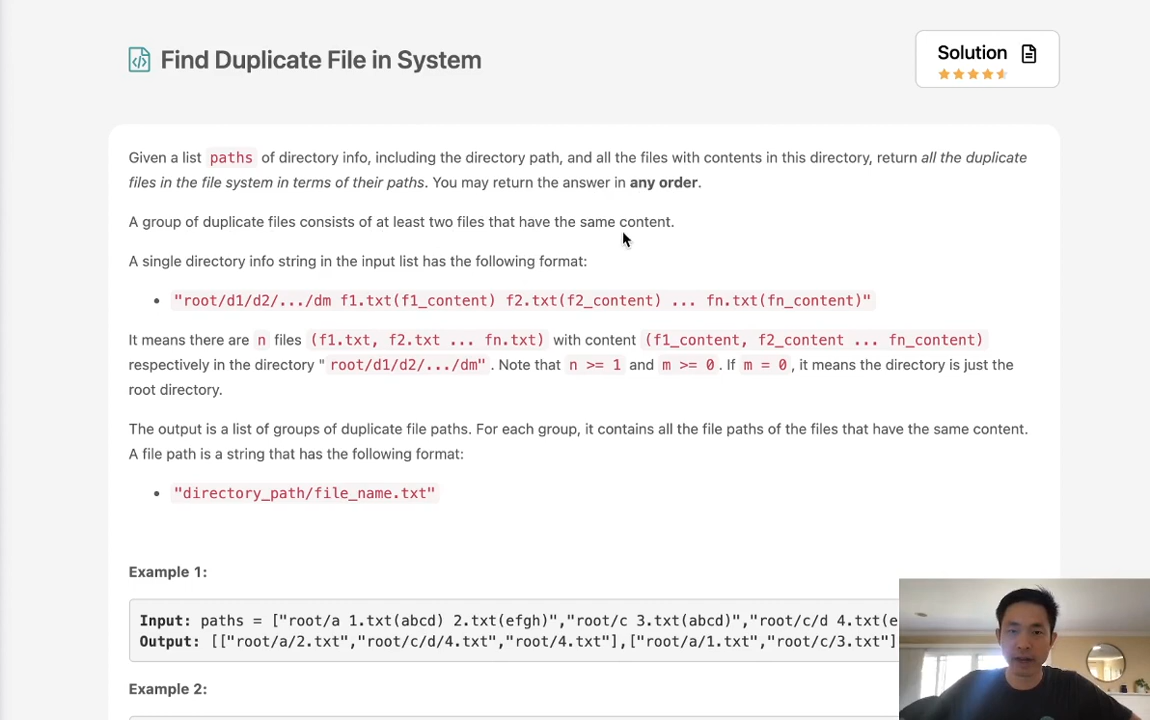 Find Duplicate File in System
Solution
Given a list paths of directory info, including the directory path, and all the files with contents in this directory, return all the duplicate
files in the file system in terms of their paths. You may return the answer in any order.
A group of duplicate files consists of at least two files that have the same content.
A single directory info string in the input list has the following format:
• "root/d1/d2/.../dm f1.txt(f1_content) f2.txt(f2_content) ... fn.txt(fn_content)"
It means there are n files (f1.txt, f2.txt ... fn.txt) with content (f1_content, f2_content ... fn_content)
respectively in the directory "root/d1/d2/.../dm". Note that n >= 1 and m >= 0. If m = 0, it means the directory is just the
root directory.
The output is a list of groups of duplicate file paths. For each group, it contains all the file paths of the files that have the same content.
A file path is a string that has the following format:
• "directory_path/file_name.txt"
Example 1:
Input: paths = ["root/a 1.txt(abcd) 2.txt(efgh)","root/c 3.txt(abcd)","root/c/d 4.txt(e
Output: [["root/a/2.txt","root/c/d/4.txt","root/4.txt"],["root/a/1.txt","root/c/3.txt"]
Example 2: